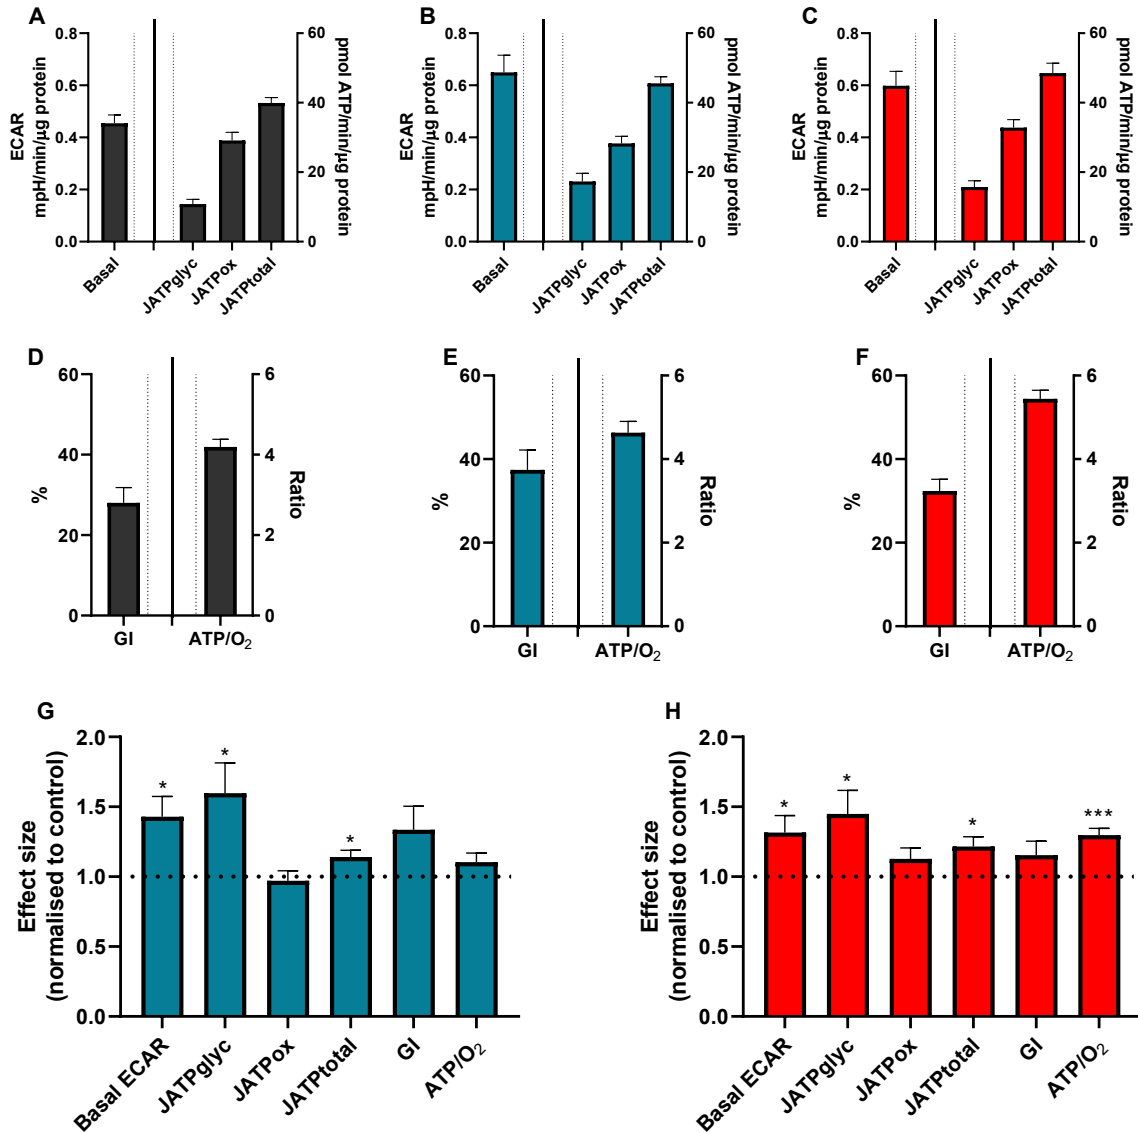 A
0.8
0.6
0.4
0.2
0.0
ECAR
mpH/min/µg protein
60
40
20
0
pmol ATP/min/µg protein
Basal
JATPglyc
JATPox
JATPtotal
B
0.8
0.6
0.4
0.2
0.0
ECAR
mpH/min/µg protein
60
40
20
0
pmol ATP/min/µg protein
Basal
JATPglyc
JATPox
JATPtotal
C
0.8
0.6
0.4
0.2
0.0
ECAR
mpH/min/µg protein
60
40
20
0
pmol ATP/min/µg protein
Basal
JATPglyc
JATPox
JATPtotal
D
60
40
20
0
%
6
4
2
0
Ratio
GI
ATP/O₂
E
60
40
20
0
%
6
4
2
0
Ratio
GI
ATP/O₂
F
60
40
20
0
%
6
4
2
0
Ratio
GI
ATP/O₂
G
2.0
1.5
1.0
0.5
0.0
Effect size
(normalised to control)
*
*
*
Basal ECAR
JATPglyc
JATPox
JATPtotal
GI
ATP/O₂
H
2.0
1.5
1.0
0.5
0.0
Effect size
(normalised to control)
*
*
*
***
Basal ECAR
JATPglyc
JATPox
JATPtotal
GI
ATP/O₂